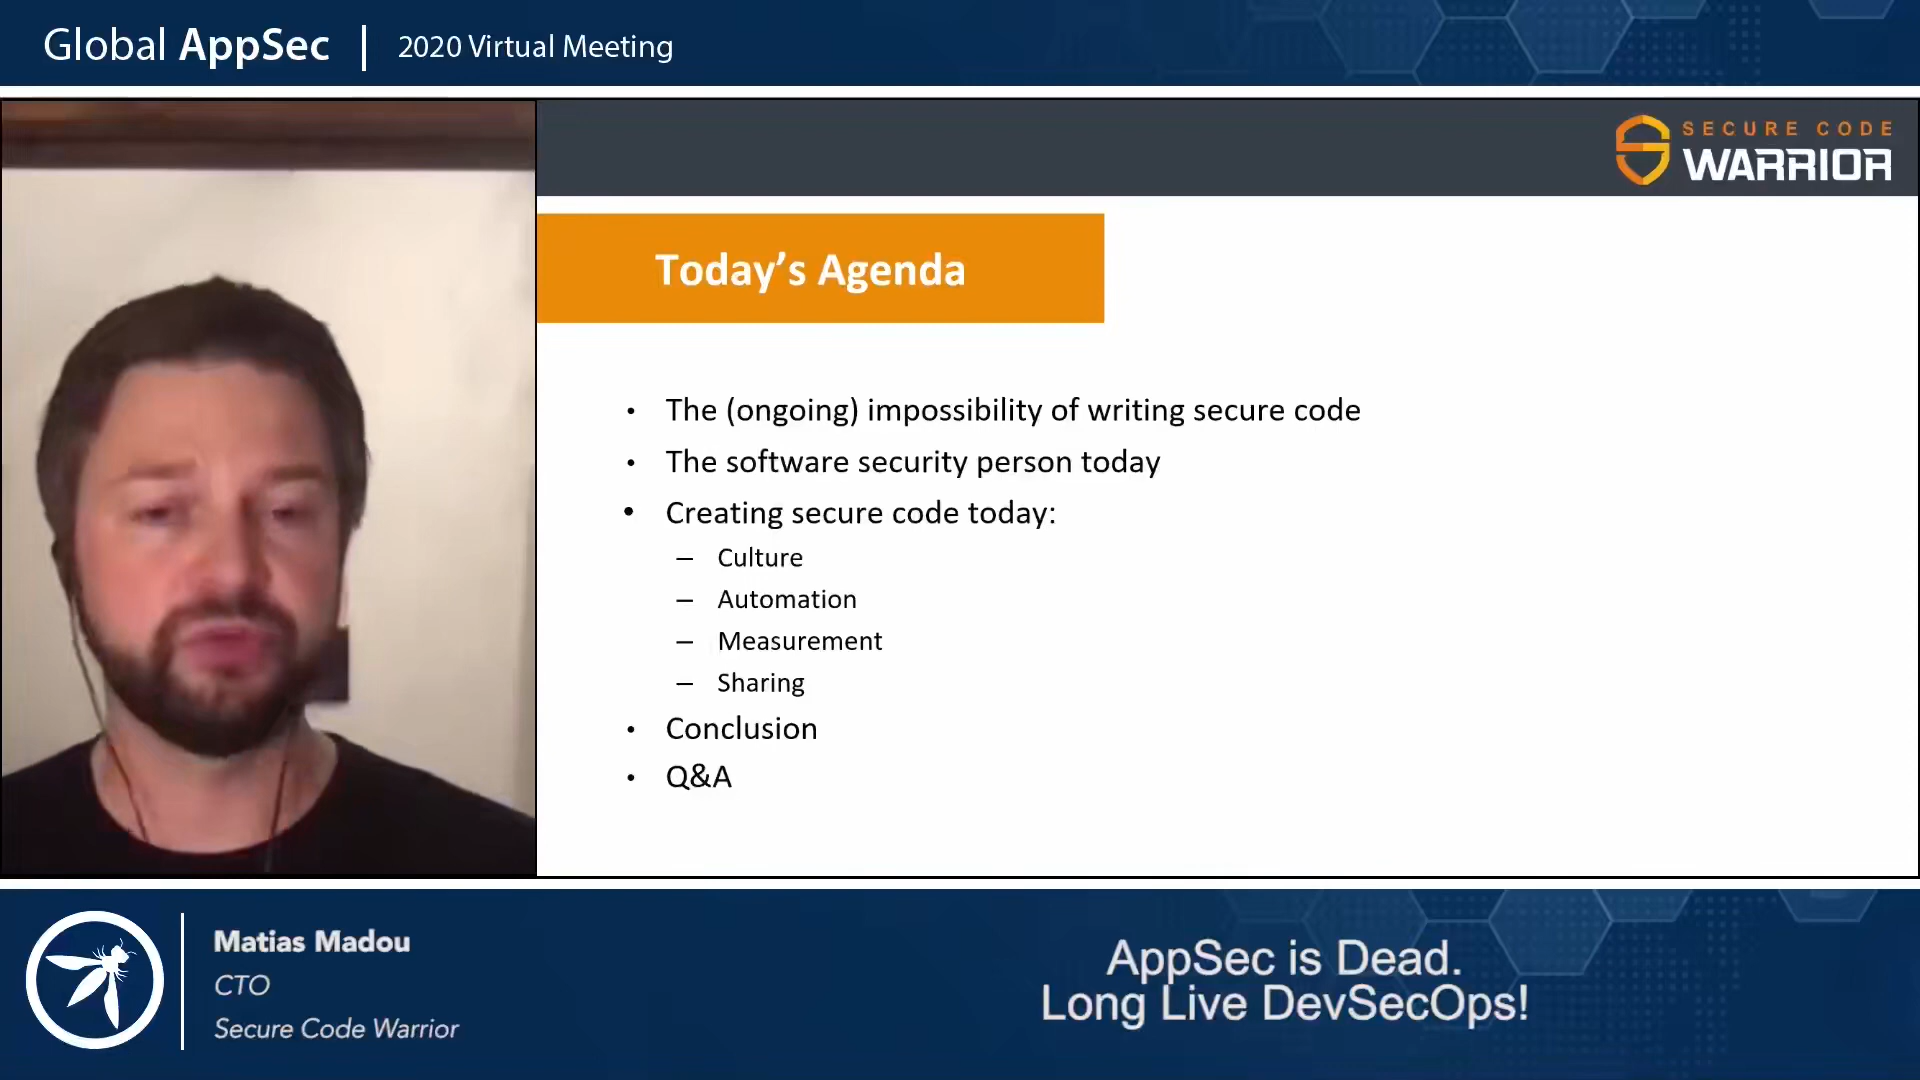 Global AppSec | 2020 Virtual Meeting
SECURE CODE
WARRIOR
Today’s Agenda
• The (ongoing) impossibility of writing secure code
• The software security person today
• Creating secure code today:
– Culture
– Automation
– Measurement
– Sharing
• Conclusion
• Q&A
Matias Madou
CTO
Secure Code Warrior
AppSec is Dead.
Long Live DevSecOps!